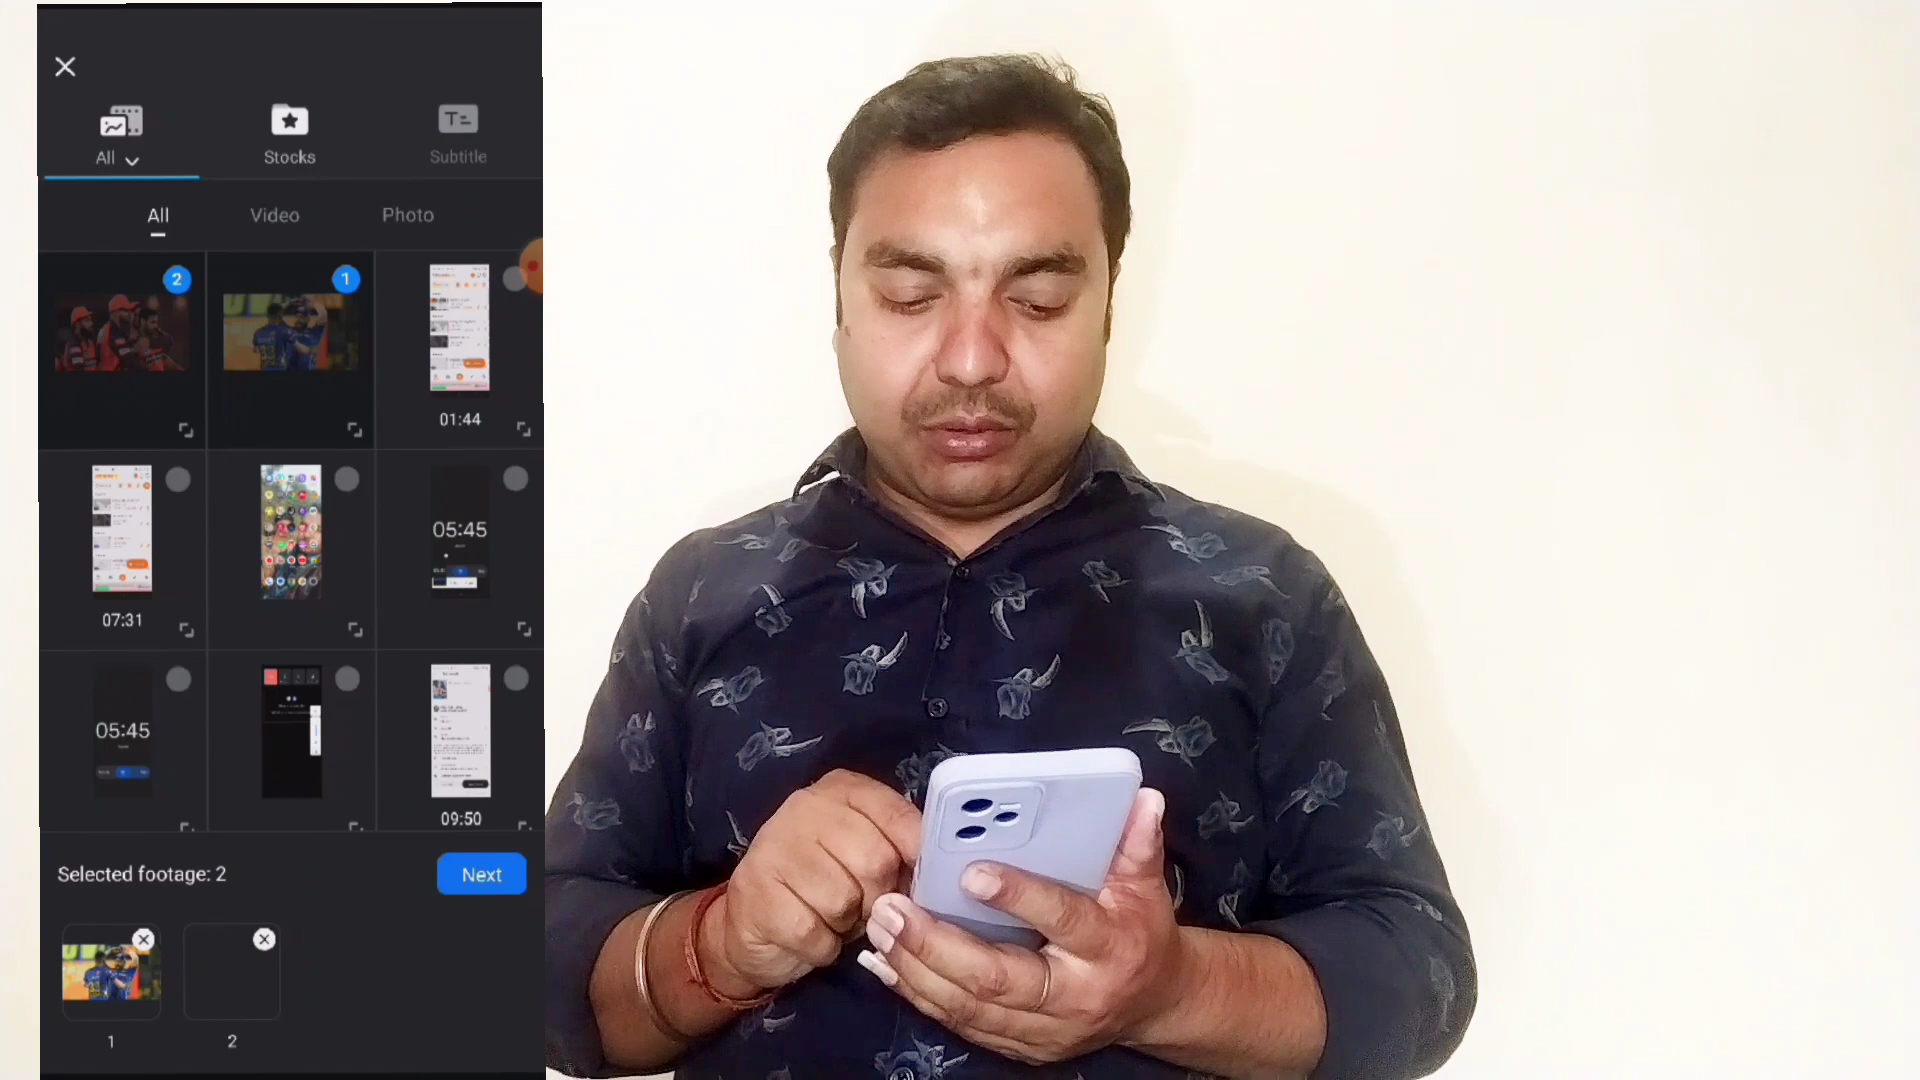 All
Stocks
Subtitle
All Video Photo
2
1
01:44
07:31
05:45
05:45
09:50
Selected footage: 2
Next
1
2